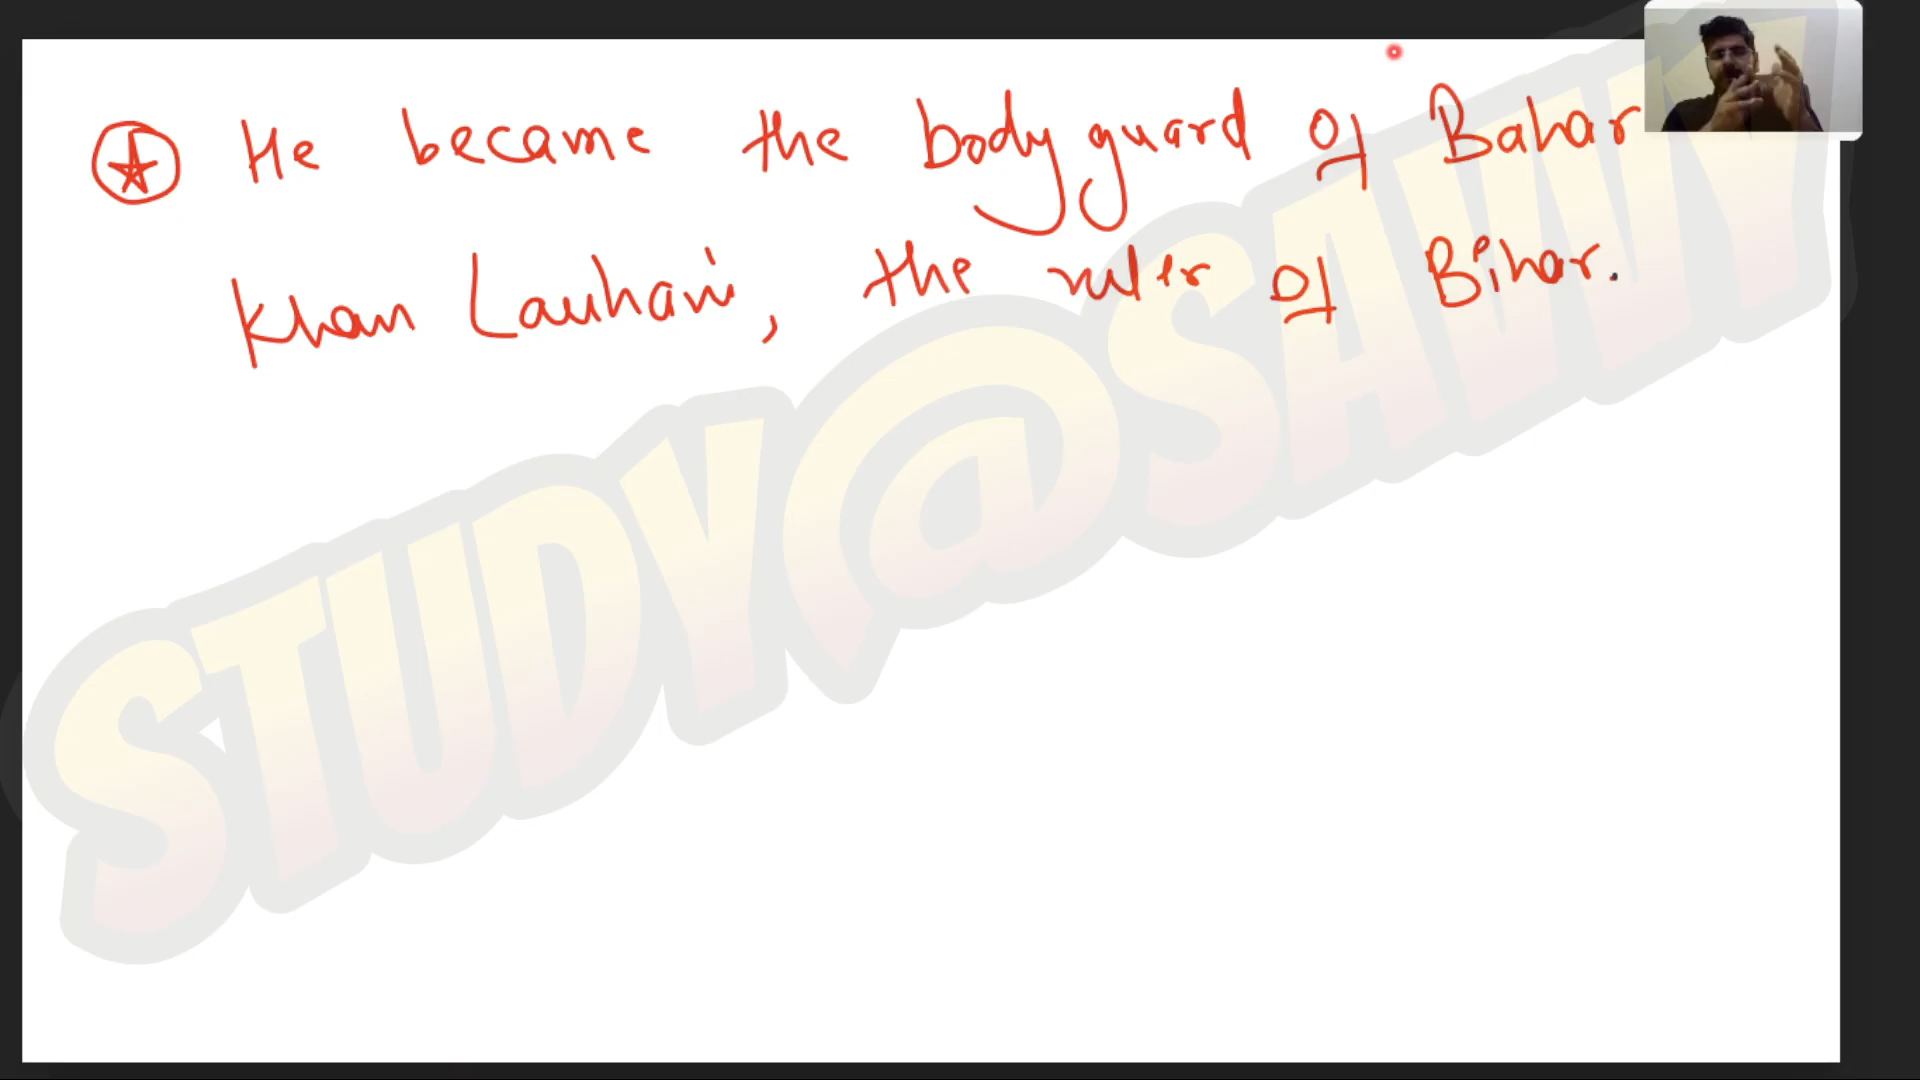 He became the bodyguard of Bahar
Khan Lauhani, the ruler of Bihar.
STUDY@SAVVY